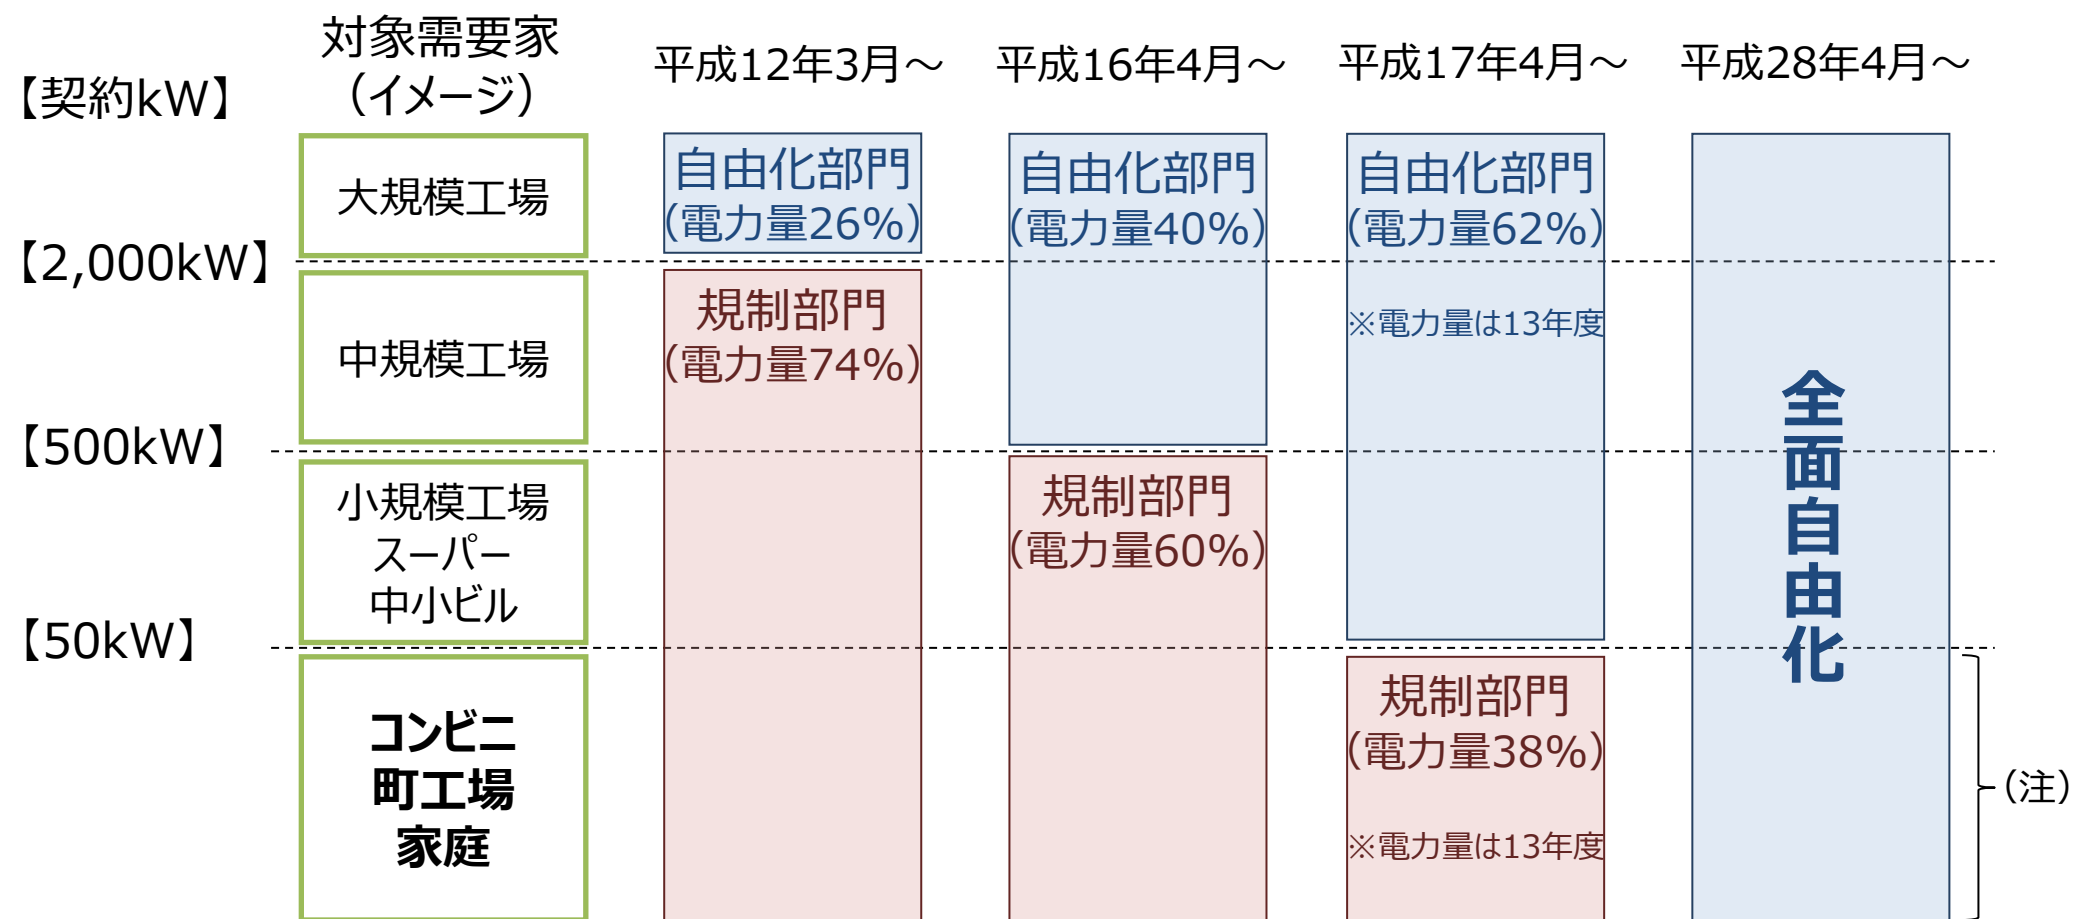 【契約kW】
対象需要家
（イメージ）
平成12年3月～
平成16年4月～
平成17年4月～
平成28年4月～
大規模工場
自由化部門
(電力量26%)
自由化部門
(電力量40%)
自由化部門
(電力量62%)
【2,000kW】
中規模工場
規制部門
(電力量74%)
※電力量は13年度
全面自由化
【500kW】
小規模工場
スーパー
中小ビル
規制部門
(電力量60%)
【50kW】
コンビニ
町工場
家庭
規制部門
(電力量38%)
※電力量は13年度
（注）